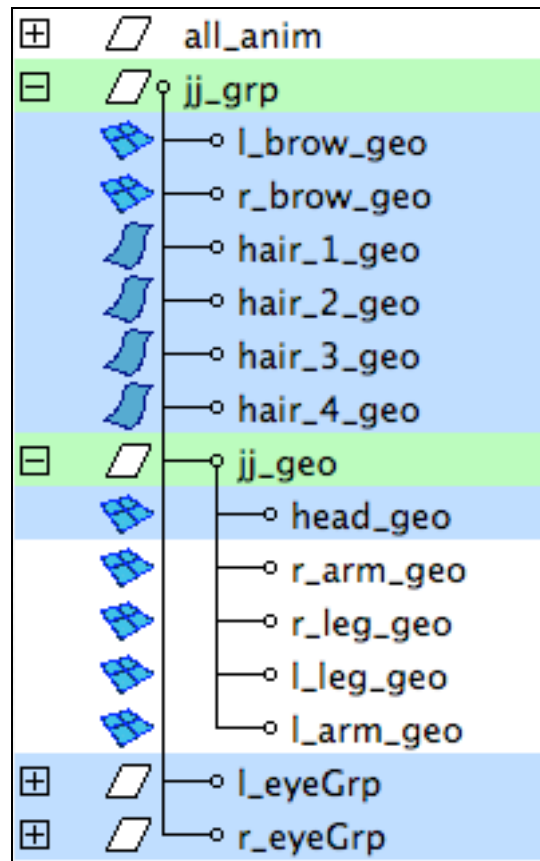 all_anim
jj_grp
l_brow_geo
r_brow_geo
hair_1_geo
hair_2_geo
hair_3_geo
hair_4_geo
jj_geo
head_geo
r_arm_geo
r_leg_geo
l_leg_geo
l_arm_geo
l_eyeGrp
r_eyeGrp